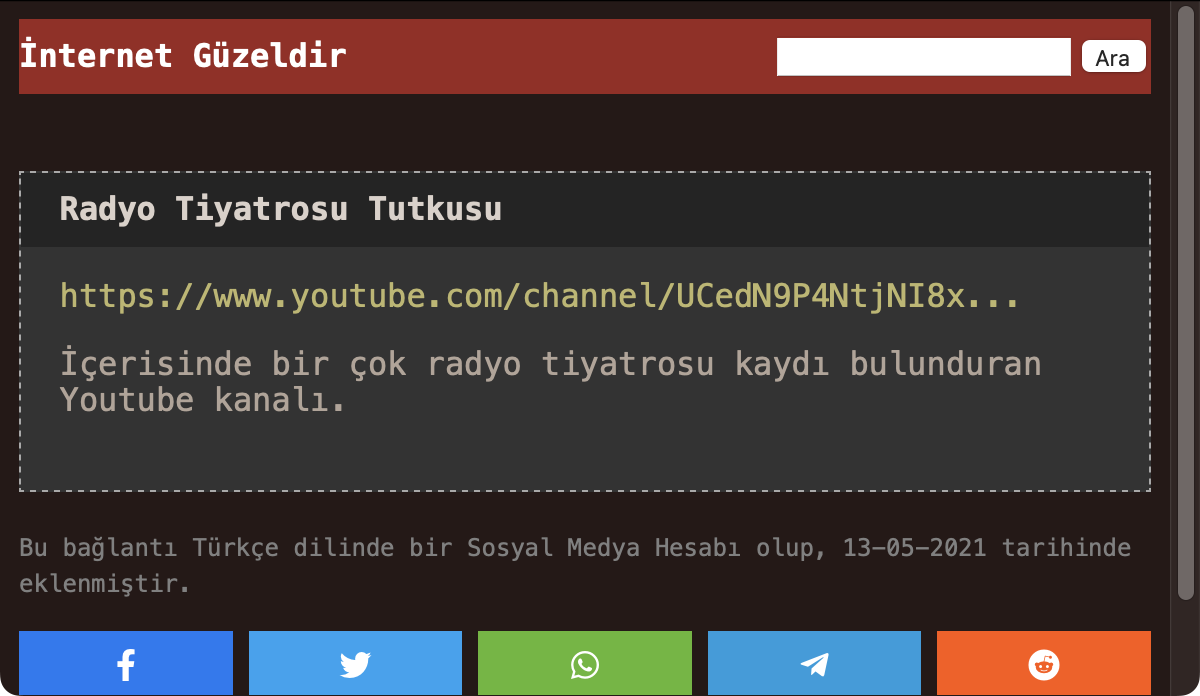 İnternet Güzeldir
Ara
Radyo Tiyatrosu Tutkusu
https://www.youtube.com/channel/UCedN9P4NtjNI8x...
İçerisinde bir çok radyo tiyatrosu kaydı bulunduran
Youtube kanalı.
Bu bağlantı Türkçe dilinde bir Sosyal Medya Hesabı olup, 13-05-2021 tarihinde
eklenmiştir.